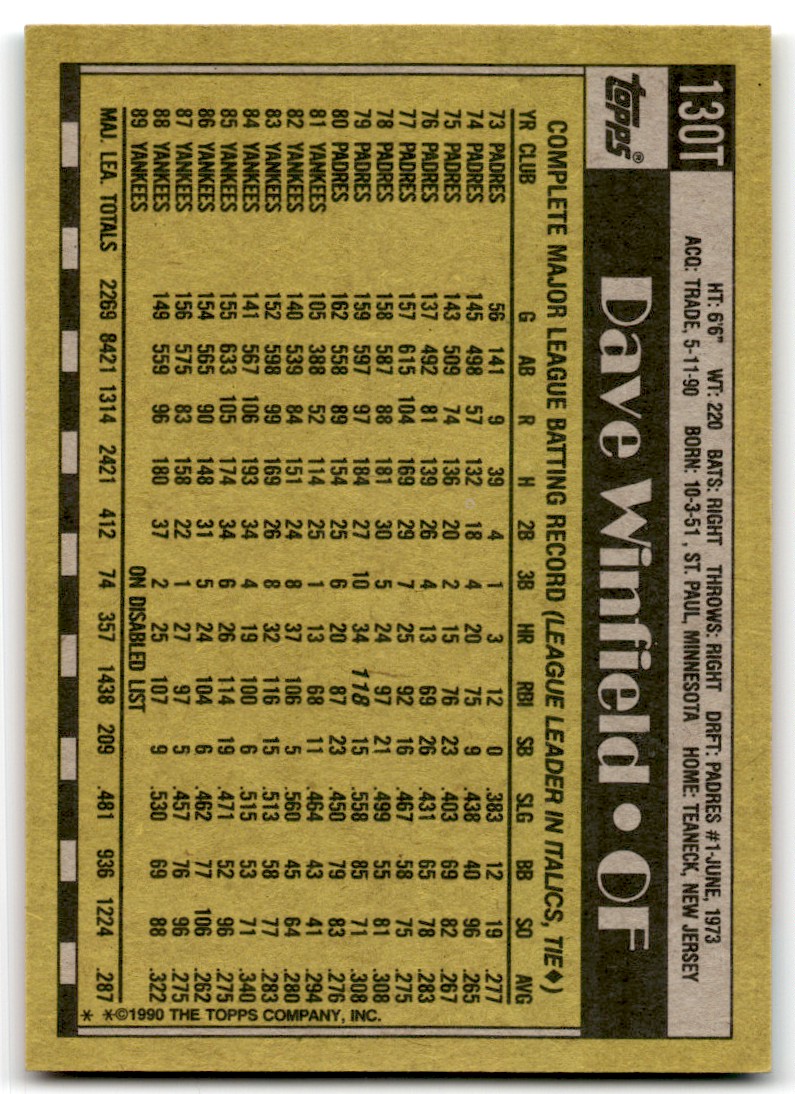 130T
topps®
HT: 6'6" WT: 220 BATS: RIGHT THROWS: RIGHT DRFT: PADRES #1-JUNE, 1973
ACQ: TRADE, 5-11-90 BORN: 10-3-51, ST. PAUL, MINNESOTA HOME: TEANECK, NEW JERSEY
Dave Winfield • OF
COMPLETE MAJOR LEAGUE BATTING RECORD (LEAGUE LEADER IN ITALICS, TIE♦)
YR CLUB G AB R H 2B 3B HR RBI SB SLG BB SO AVG
73 PADRES 56 141 9 39 4 1 3 12 0 .383 12 19 .277
74 PADRES 145 498 57 132 18 4 20 75 9 .438 40 96 .265
75 PADRES 143 509 74 136 20 2 15 76 23 .403 69 82 .267
76 PADRES 137 492 81 139 26 4 13 69 26 .431 65 78 .283
77 PADRES 157 615 104 169 29 7 25 92 16 .467 58 75 .275
78 PADRES 158 587 88 181 30 5 24 97 21 .499 55 81 .308
79 PADRES 159 597 97 184 27 10 34 118 15 .558 85 71 .308
80 PADRES 162 558 89 154 25 6 20 87 23 .450 79 83 .276
81 YANKEES 105 388 52 114 25 1 13 68 11 .464 43 41 .294
82 YANKEES 140 539 84 151 24 8 37 106 5 .560 45 64 .280
83 YANKEES 152 598 99 169 26 8 32 116 15 .513 58 77 .283
84 YANKEES 141 567 106 193 34 4 19 100 6 .515 53 71 .340
85 YANKEES 155 633 105 174 34 6 26 114 19 .471 52 96 .275
86 YANKEES 154 565 90 148 31 5 24 104 6 .462 77 106 .262
87 YANKEES 156 575 83 158 22 1 27 97 5 .457 76 96 .275
88 YANKEES 149 559 96 180 37 2 25 107 9 .530 69 88 .322
89 YANKEES ON DISABLED LIST
MAJ. LEA. TOTALS 2269 8421 1314 2421 412 74 357 1438 209 .481 936 1224 .287
* *©1990 THE TOPPS COMPANY, INC.